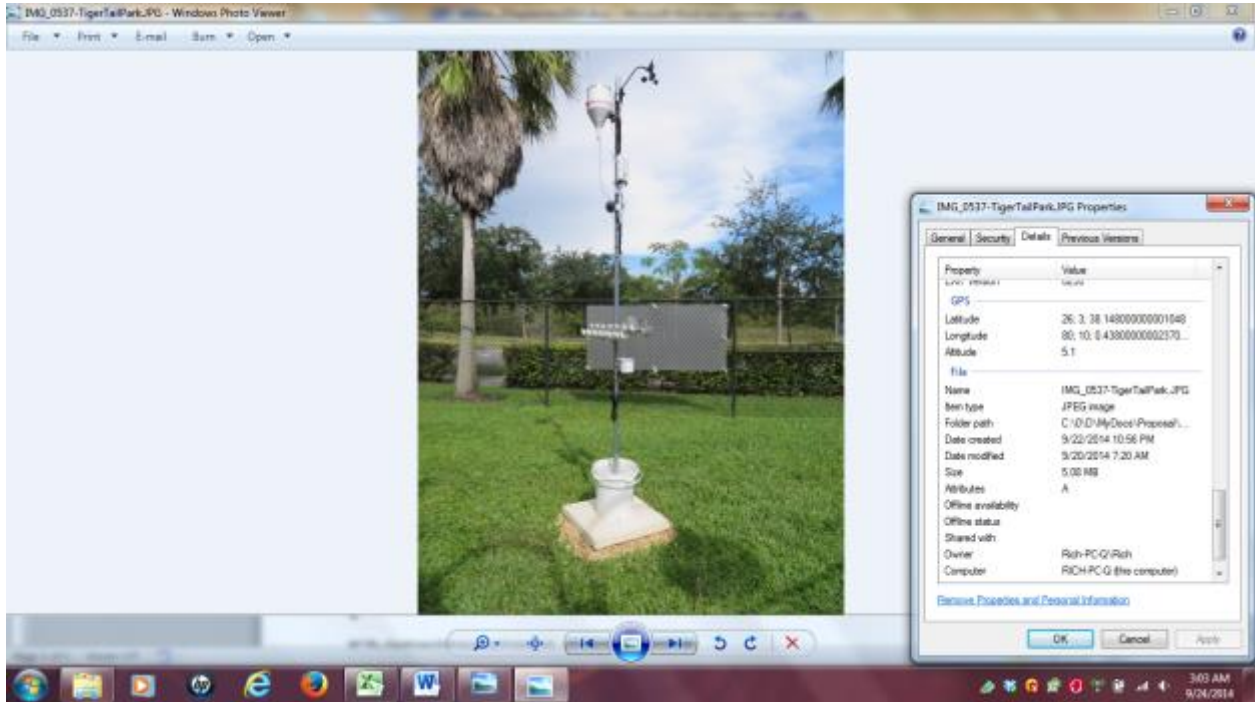 IMG_0537-TigerTailPark.JPG - Windows Photo Viewer
File Print E-mail Burn Open
IMG_0537-TigerTailPark.JPG Properties
General Security Details Previous Versions
Property Value
GPS
Latitude 26; 3; 38.148000000001048
Longitude 80; 10; 0.43800000002370...
Altitude 5.1
File
Name IMG_0537-TigerTailPark.JPG
Item type JPEG image
Folder path C:\D\D\MyDocs\Proposal\...
Date created 9/22/2014 10:56 PM
Date modified 9/20/2014 7:20 AM
Size 5.08 MB
Attributes A
Offline availability
Offline status
Shared with
Owner Rich-PC-Q\Rich
Computer RICH-PC-Q (this computer)
Remove Properties and Personal Information
OK Cancel Apply
3:03 AM
9/24/2014